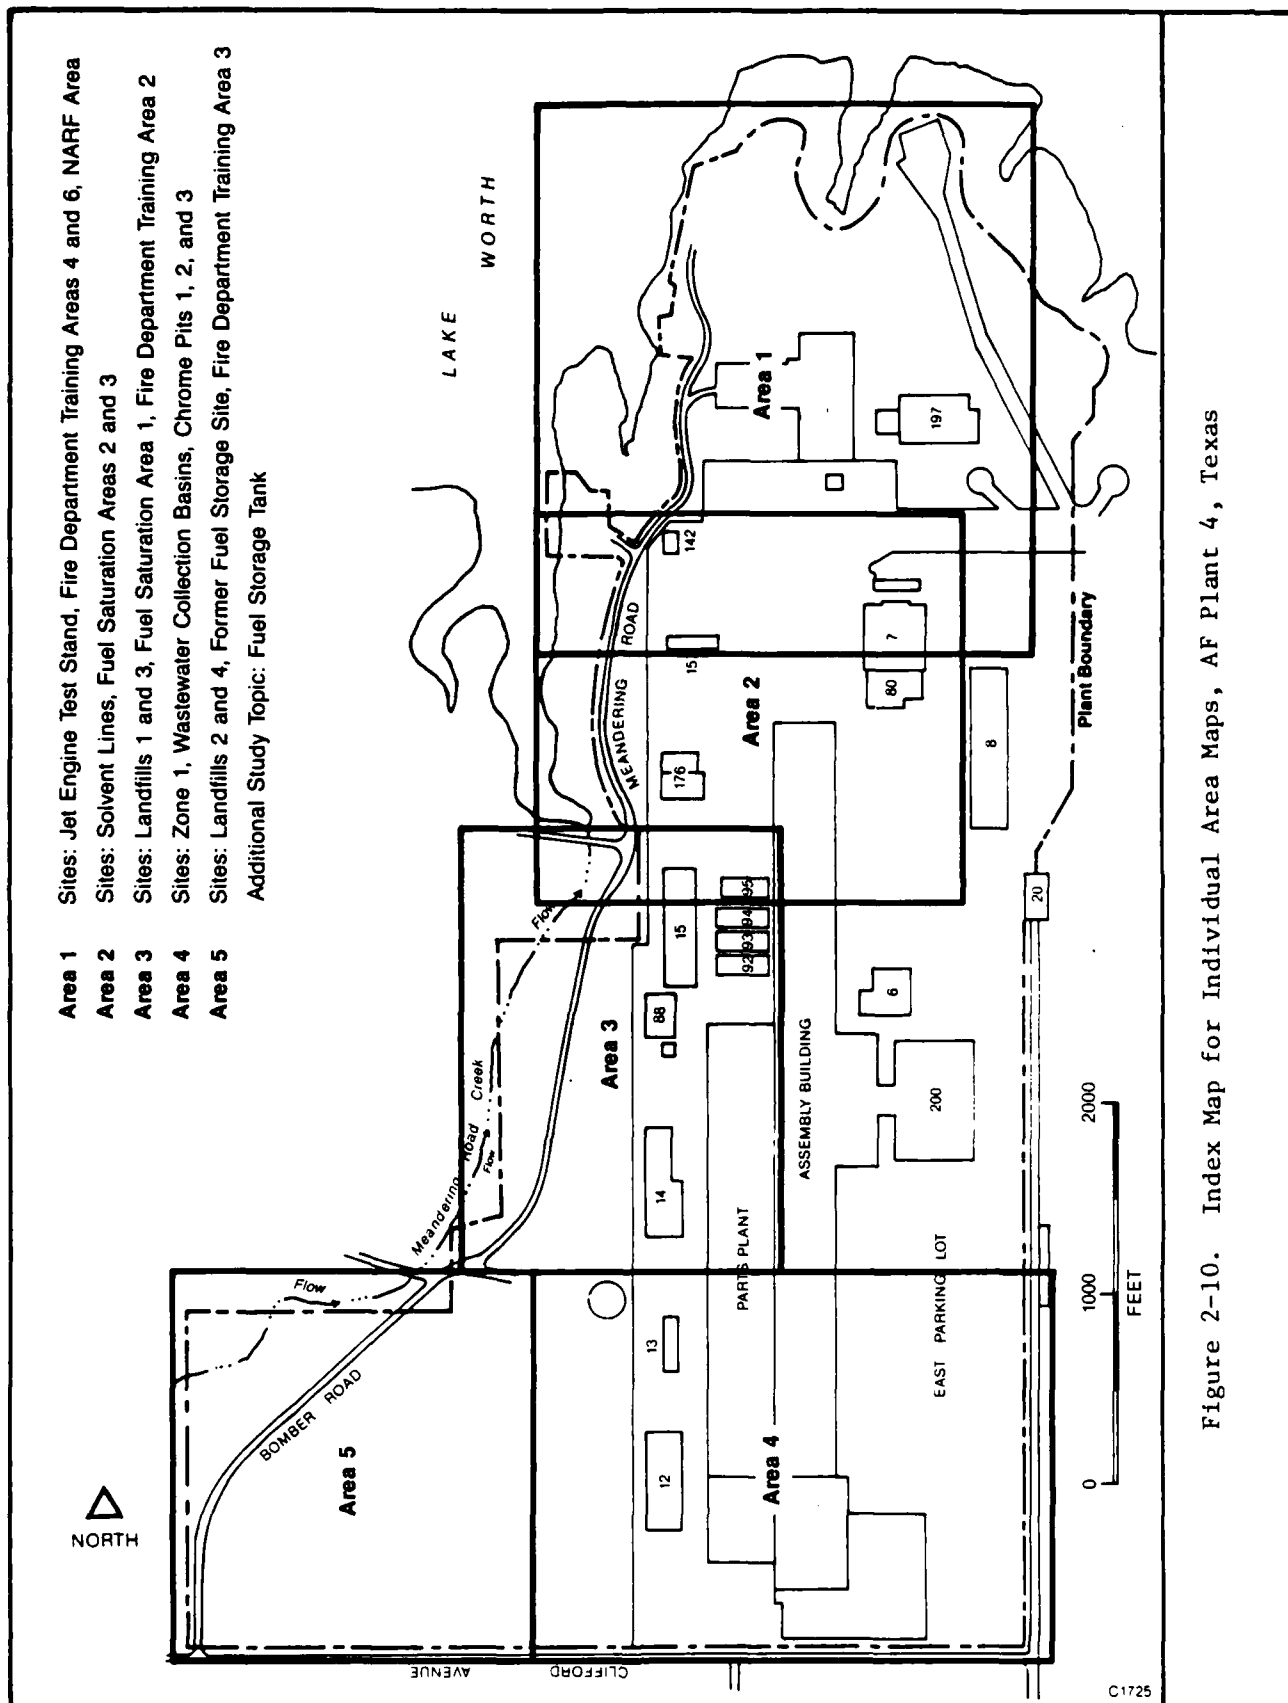 Area 1 Sites: Jet Engine Test Stand, Fire Department Training Areas 4 and 6, NARF Area
Area 2 Sites: Solvent Lines, Fuel Saturation Areas 2 and 3
Area 3 Sites: Landfills 1 and 3, Fuel Saturation Area 1, Fire Department Training Area 2
Area 4 Sites: Zone 1, Wastewater Collection Basins, Chrome Pits 1, 2, and 3
Area 5 Sites: Landfills 2 and 4, Former Fuel Storage Site, Fire Department Training Area 3
Additional Study Topic: Fuel Storage Tank
NORTH
LAKE
WORTH
Flow
Meandering Road Creek
Flow
Flow
BOMBER ROAD
MEANDERING ROAD
Area 5
Area 3
Area 2
Area 1
Area 4
CLIFFORD AVENUE
12
13
14
88
15
176
15
142
92
93
94
95
PARTS PLANT
ASSEMBLY BUILDING
EAST PARKING LOT
200
6
20
8
80
7
197
Plant Boundary
0 1000 2000
FEET
C1725
Figure 2-10. Index Map for Individual Area Maps, AF Plant 4, Texas